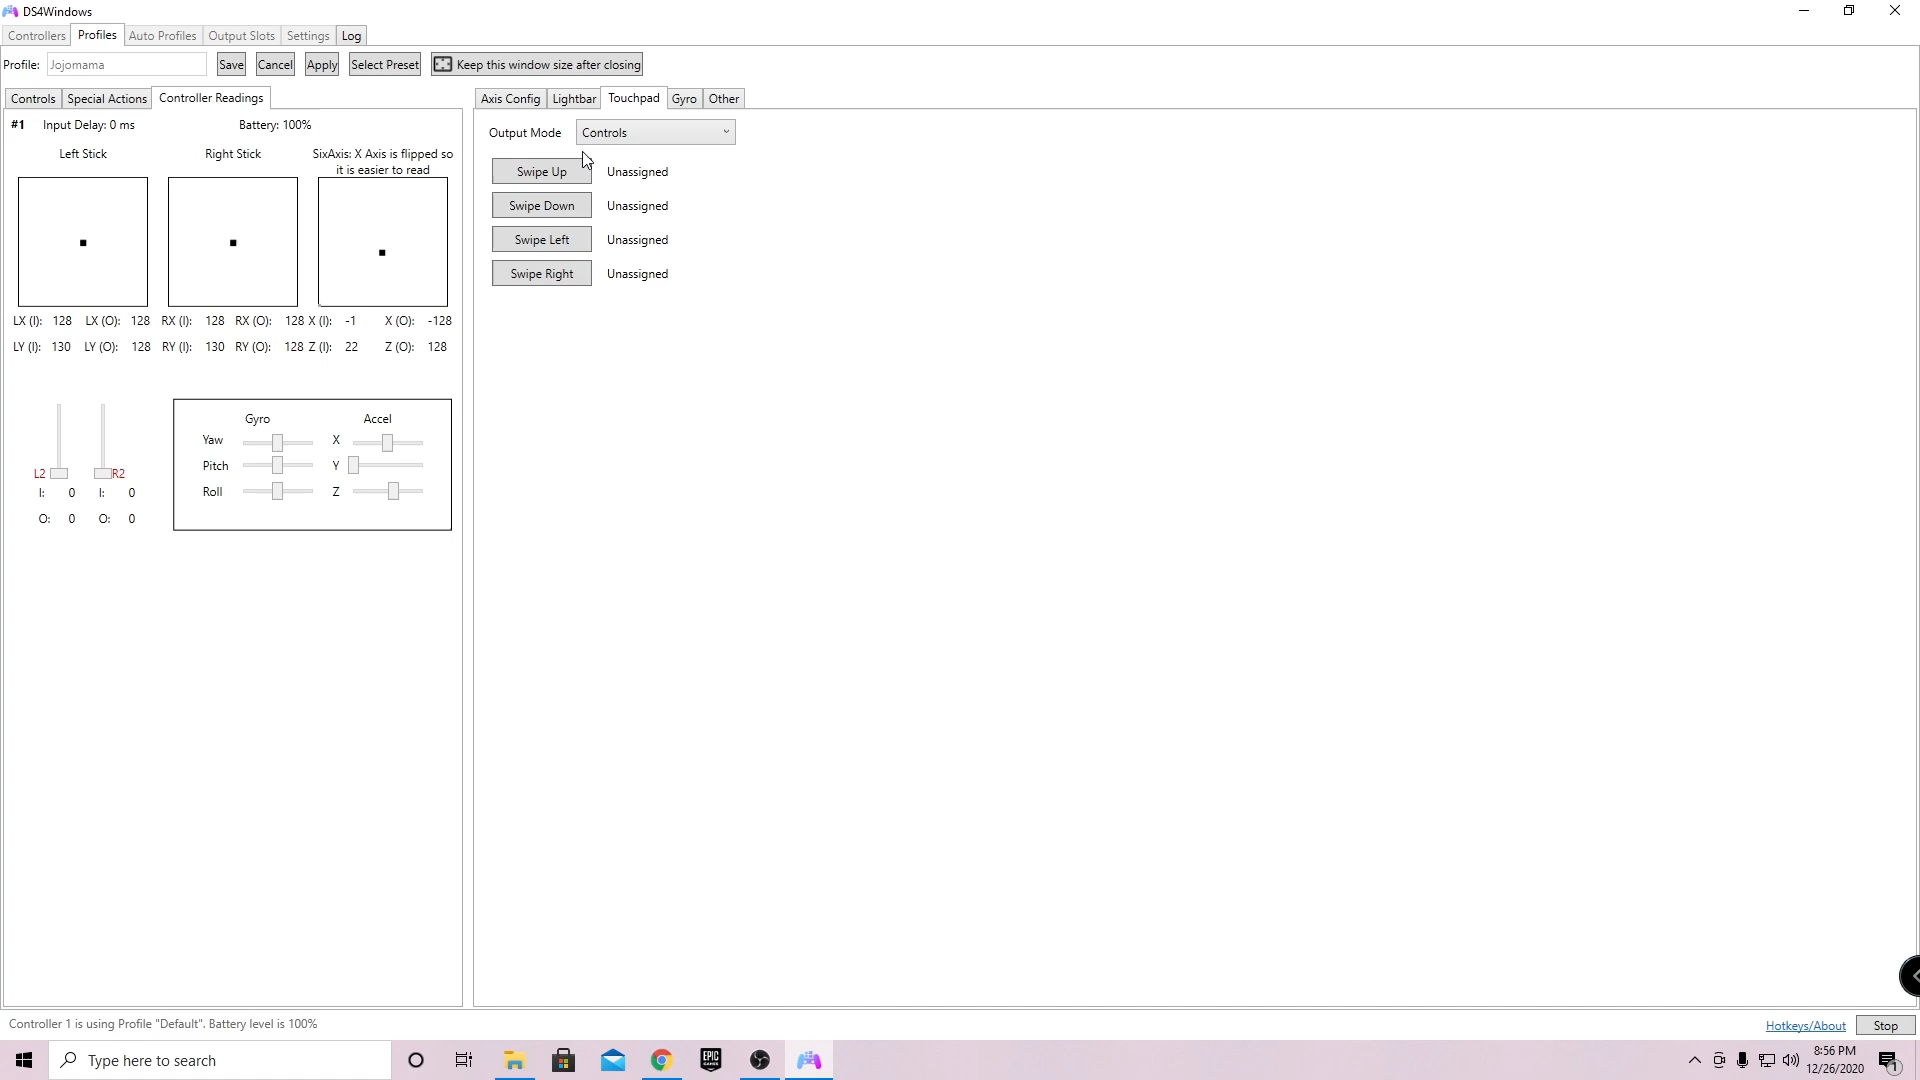 DS4Windows
Controllers Profiles Auto Profiles Output Slots Settings Log
Profile: Jojomama Save Cancel Apply Select Preset Keep this window size after closing
Controls Special Actions Controller Readings
Axis Config Lightbar Touchpad Gyro Other
#1 Input Delay: 0 ms Battery: 100%
Left Stick Right Stick SixAxis: X Axis is flipped so
it is easier to read
LX (I): 128 LX (O): 128 RX (I): 128 RX (O): 128 X (I): -1 X (O): -128
LY (I): 130 LY (O): 128 RY (I): 130 RY (O): 128 Z (I): 22 Z (O): 128
Gyro Accel
Yaw X
Pitch Y
L2 R2
Roll Z
I: 0 I: 0
O: 0 O: 0
Output Mode Controls
Swipe Up Unassigned
Swipe Down Unassigned
Swipe Left Unassigned
Swipe Right Unassigned
Controller 1 is using Profile "Default". Battery level is 100%
Hotkeys/About Stop
Type here to search
EPIC
GAMES
8:56 PM
12/26/2020
1